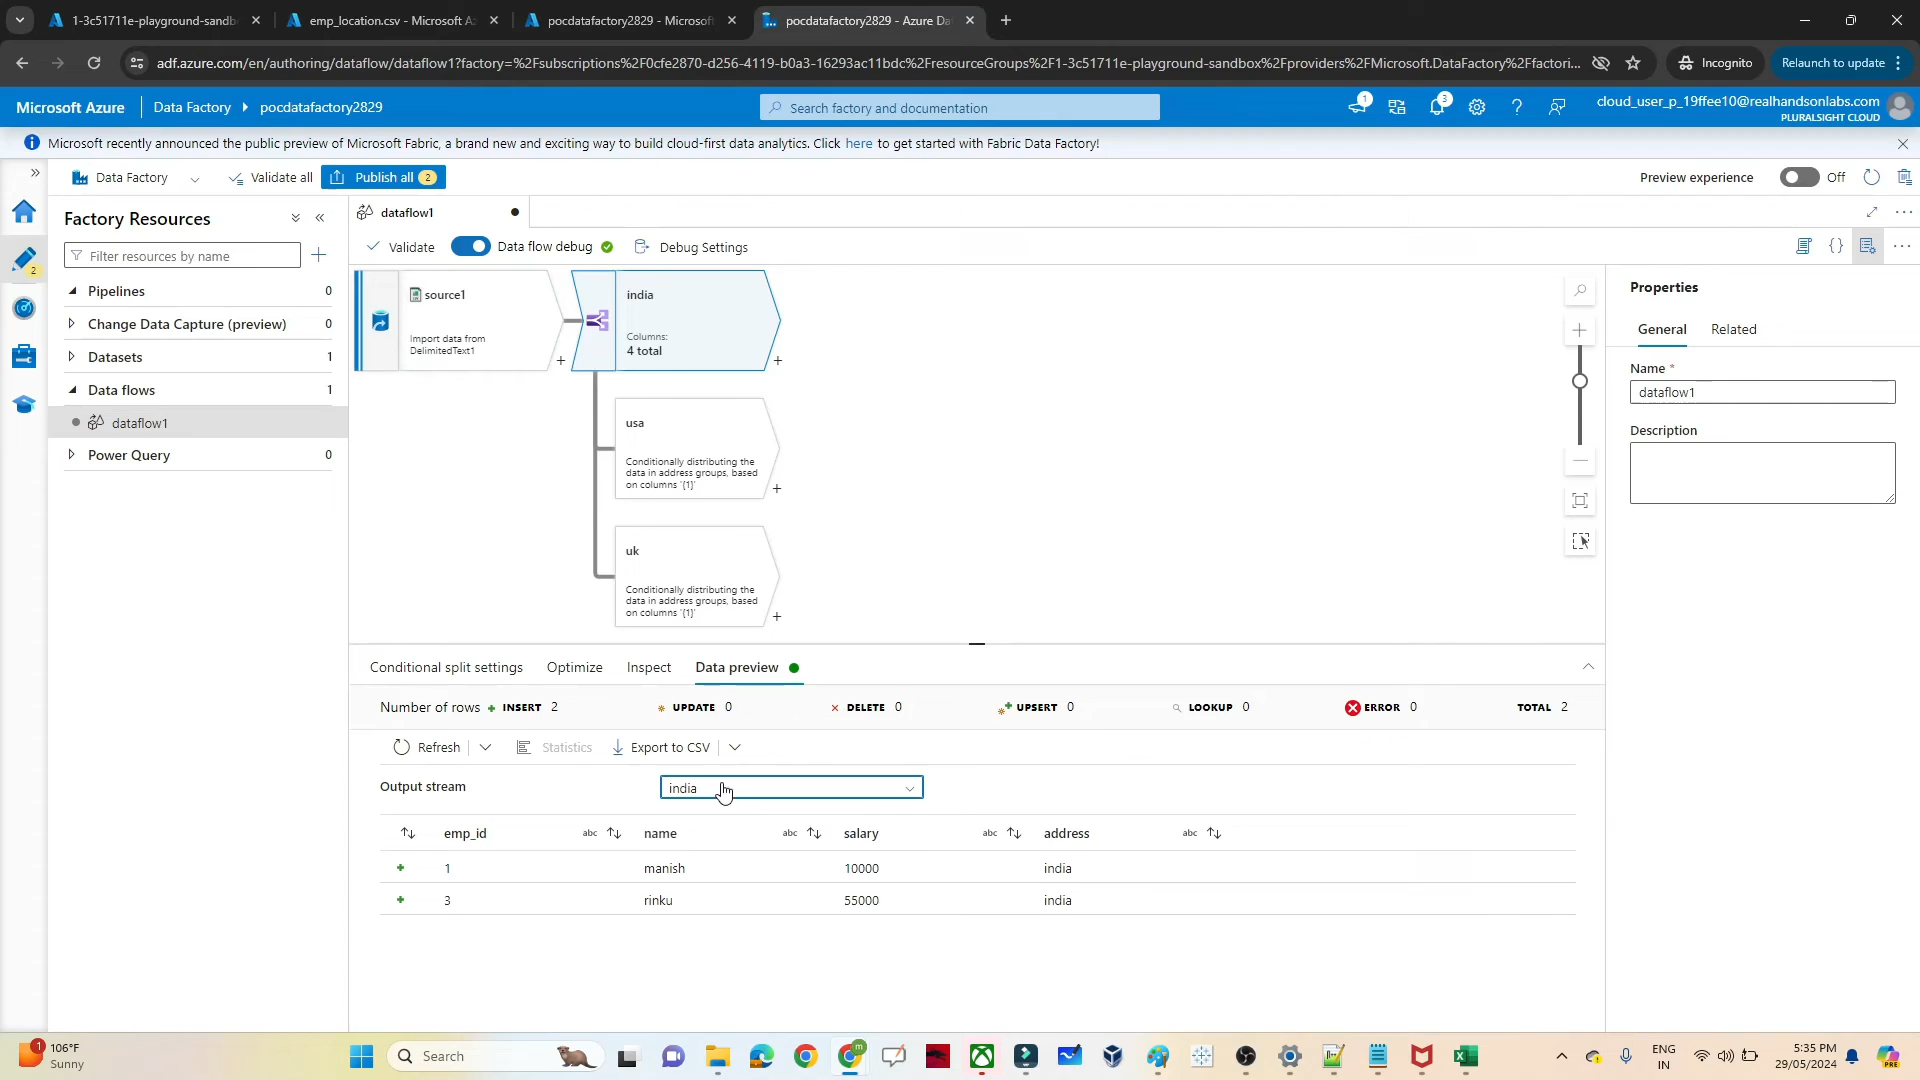 1-3c51711e-playground-sandb
emp_location.csv - Microsoft A
pocdatafactory2829 - Microsoft
pocdatafactory2829 - Azure Da
adf.azure.com/en/authoring/dataflow/dataflow1?factory=%2Fsubscriptions%2F0cfe2870-d256-4119-b0a3-16293ac11bdc%2FresourceGroups%2F1-3c51711e-playground-sandbox%2Fproviders%2FMicrosoft.DataFactory%2Ffactori...
Incognito
Relaunch to update
Microsoft Azure
Data Factory
pocdatafactory2829
Search factory and documentation
1
3
cloud_user_p_19ffee10@realhandsonlabs.com
PLURALSIGHT CLOUD
Microsoft recently announced the public preview of Microsoft Fabric, a brand new and exciting way to build cloud-first data analytics. Click here to get started with Fabric Data Factory!
Data Factory
Validate all
Publish all 2
Preview experience
Off
Factory Resources
Filter resources by name
2
Pipelines 0
Change Data Capture (preview) 0
Datasets 1
Data flows 1
dataflow1
Power Query 0
dataflow1
Validate
Data flow debug
Debug Settings
source1
Import data from
DelimitedText1
india
Columns:
4 total
usa
Conditionally distributing the
data in address groups, based
on columns '{1}'
uk
Conditionally distributing the
data in address groups, based
on columns '{1}'
Properties
General
Related
Name *
dataflow1
Description
Conditional split settings
Optimize
Inspect
Data preview
Number of rows
INSERT 2
UPDATE 0
DELETE 0
UPSERT 0
LOOKUP 0
ERROR 0
TOTAL 2
Refresh
Statistics
Export to CSV
Output stream
india
emp_id abc name abc salary abc address abc
1 manish 10000 india
3 rinku 55000 india
1
106°F
Sunny
Search
m
PRE
ENG
IN
5:35 PM
29/05/2024